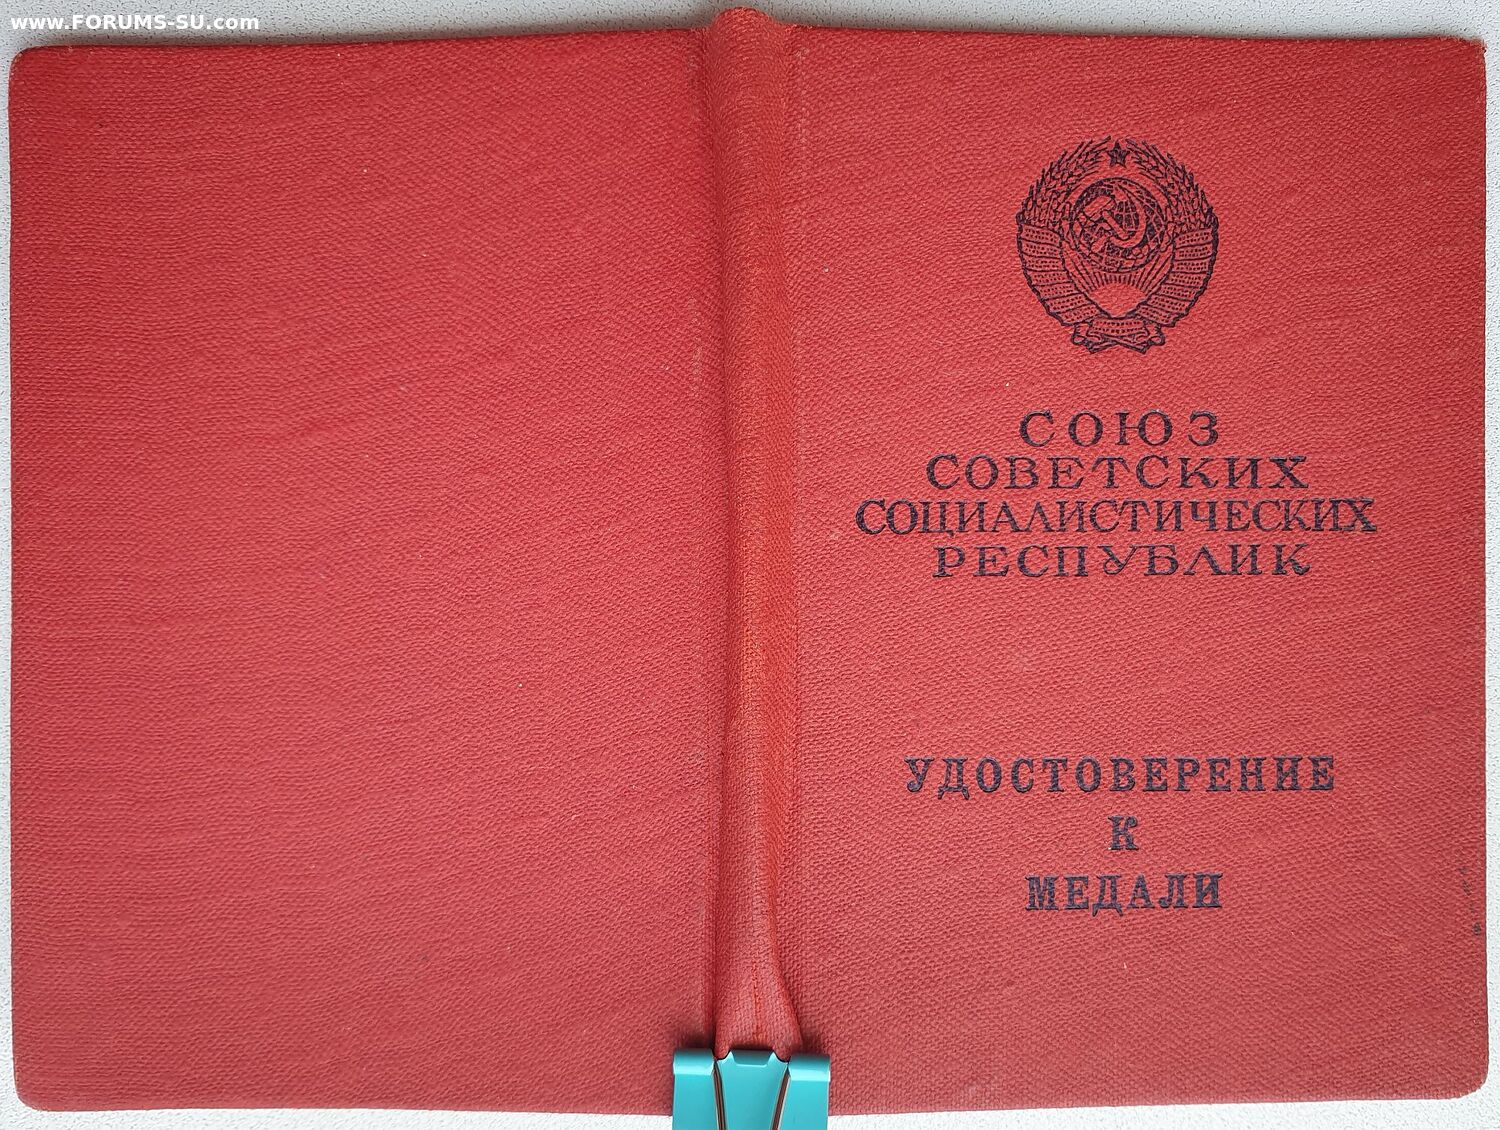 www.FORUMS-SU.com
СОЮЗ
СОВЕТСКИХ
СОЦИАЛИСТИЧЕСКИХ
РЕСПУБЛИК
УДОСТОВЕРЕНИЕ
К
МЕДАЛИ